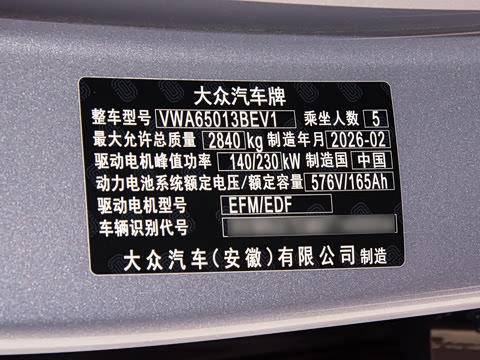 大众汽车牌
整车型号 VWA65013BEV1 乘坐人数 5
最大允许总质量 2840 kg 制造年月 2026-02
驱动电机峰值功率 140/230 kW 制造国 中国
动力电池系统额定电压/额定容量 576V/165Ah
驱动电机型号 EFM/EDF
车辆识别代号
大众汽车(安徽)有限公司 制造